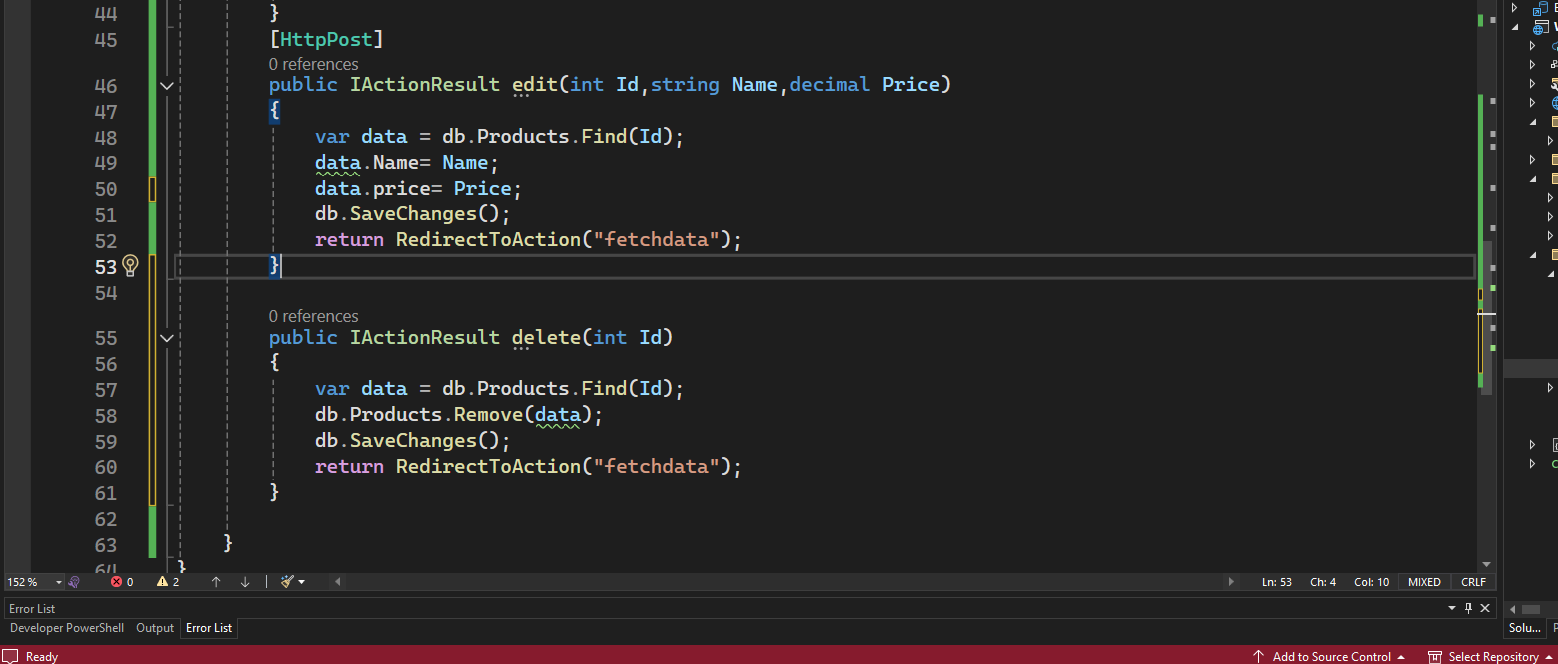 44 }
45 [HttpPost]
0 references
46 public IActionResult edit(int Id,string Name,decimal Price)
47 {
48 var data = db.Products.Find(Id);
49 data.Name= Name;
50 data.price= Price;
51 db.SaveChanges();
52 return RedirectToAction("fetchdata");
53 }
54
0 references
55 public IActionResult delete(int Id)
56 {
57 var data = db.Products.Find(Id);
58 db.Products.Remove(data);
59 db.SaveChanges();
60 return RedirectToAction("fetchdata");
61 }
62
63 }
64 }
152 % 0 2 Ln: 53 Ch: 4 Col: 10 MIXED CRLF
Error List
Developer PowerShell Output Error List Solu...
Ready Add to Source Control Select Repository